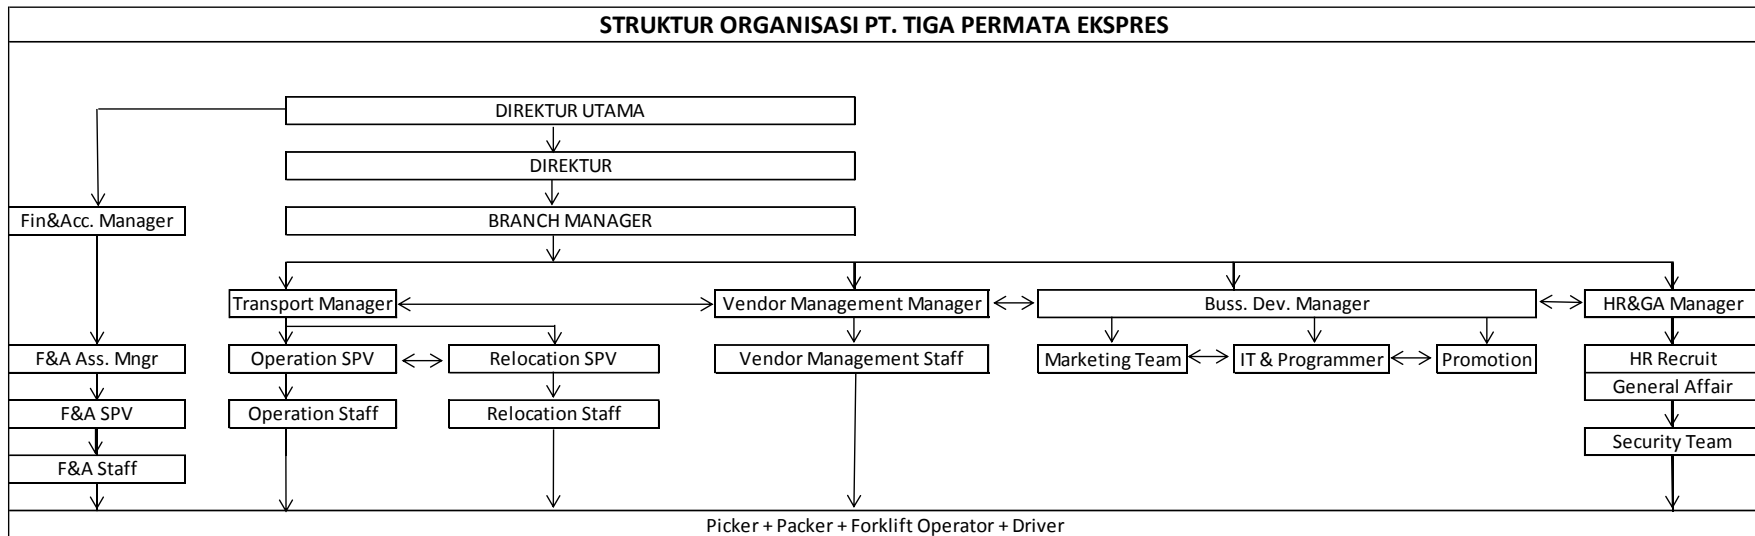 STRUKTUR ORGANISASI PT. TIGA PERMATA EKSPRES
DIREKTUR UTAMA
DIREKTUR
Fin&Acc. Manager
BRANCH MANAGER
Transport Manager
Vendor Management Manager
Buss. Dev. Manager
HR&GA Manager
F&A Ass. Mngr
Operation SPV
Relocation SPV
Vendor Management Staff
Marketing Team
IT & Programmer
Promotion
HR Recruit
General Affair
F&A SPV
Operation Staff
Relocation Staff
Security Team
F&A Staff
Picker + Packer + Forklift Operator + Driver